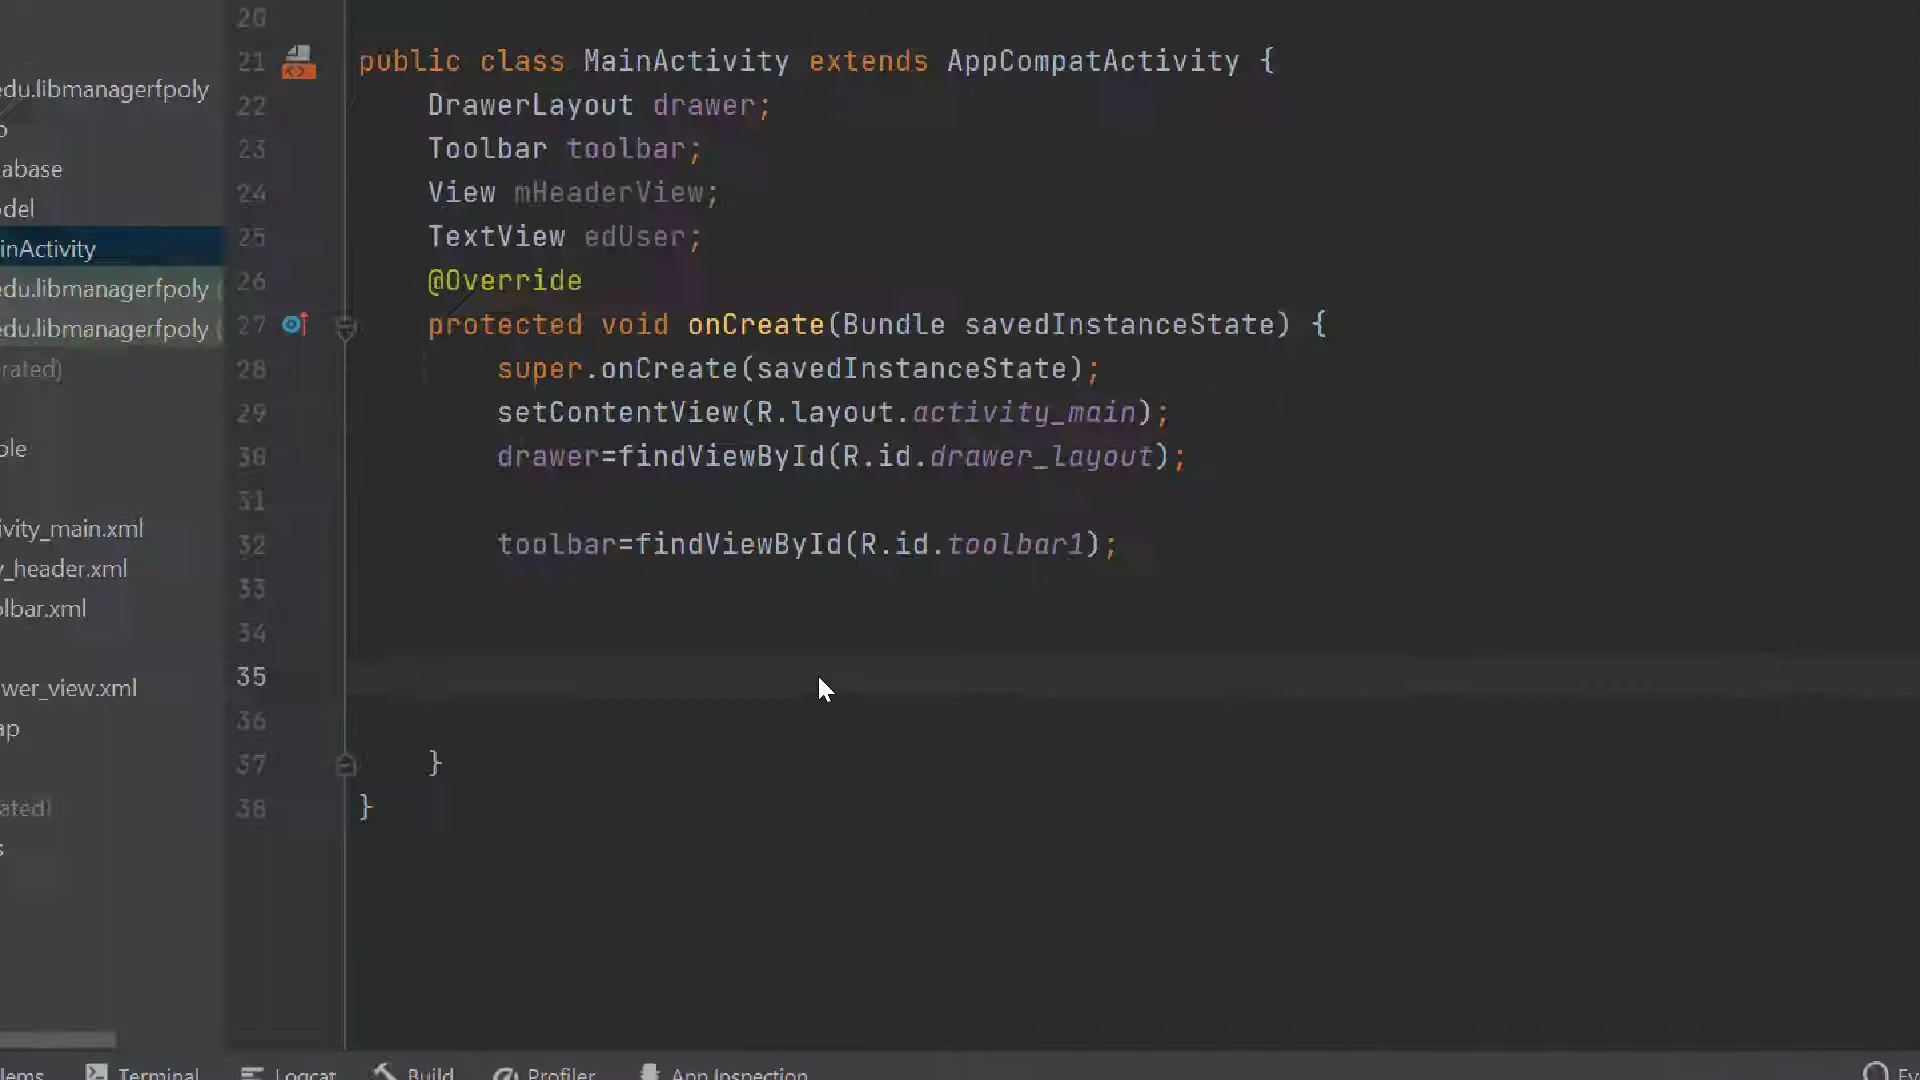 edu.libmanagerfpoly
abase
del
inActivity
edu.libmanagerfpoly (
edu.libmanagerfpoly (
rated)
ble
ivity_main.xml
_header.xml
olbar.xml
wer_view.xml
ap
ated)
s
20
21 public class MainActivity extends AppCompatActivity {
22 DrawerLayout drawer;
23 Toolbar toolbar;
24 View mHeaderView;
25 TextView edUser;
26 @Override
27 protected void onCreate(Bundle savedInstanceState) {
28 super.onCreate(savedInstanceState);
29 setContentView(R.layout.activity_main);
30 drawer=findViewById(R.id.drawer_layout);
31
32 toolbar=findViewById(R.id.toolbar1);
33
34
35
36
37 }
38 }
lems Terminal Logcat Build Profiler App Inspection Ev